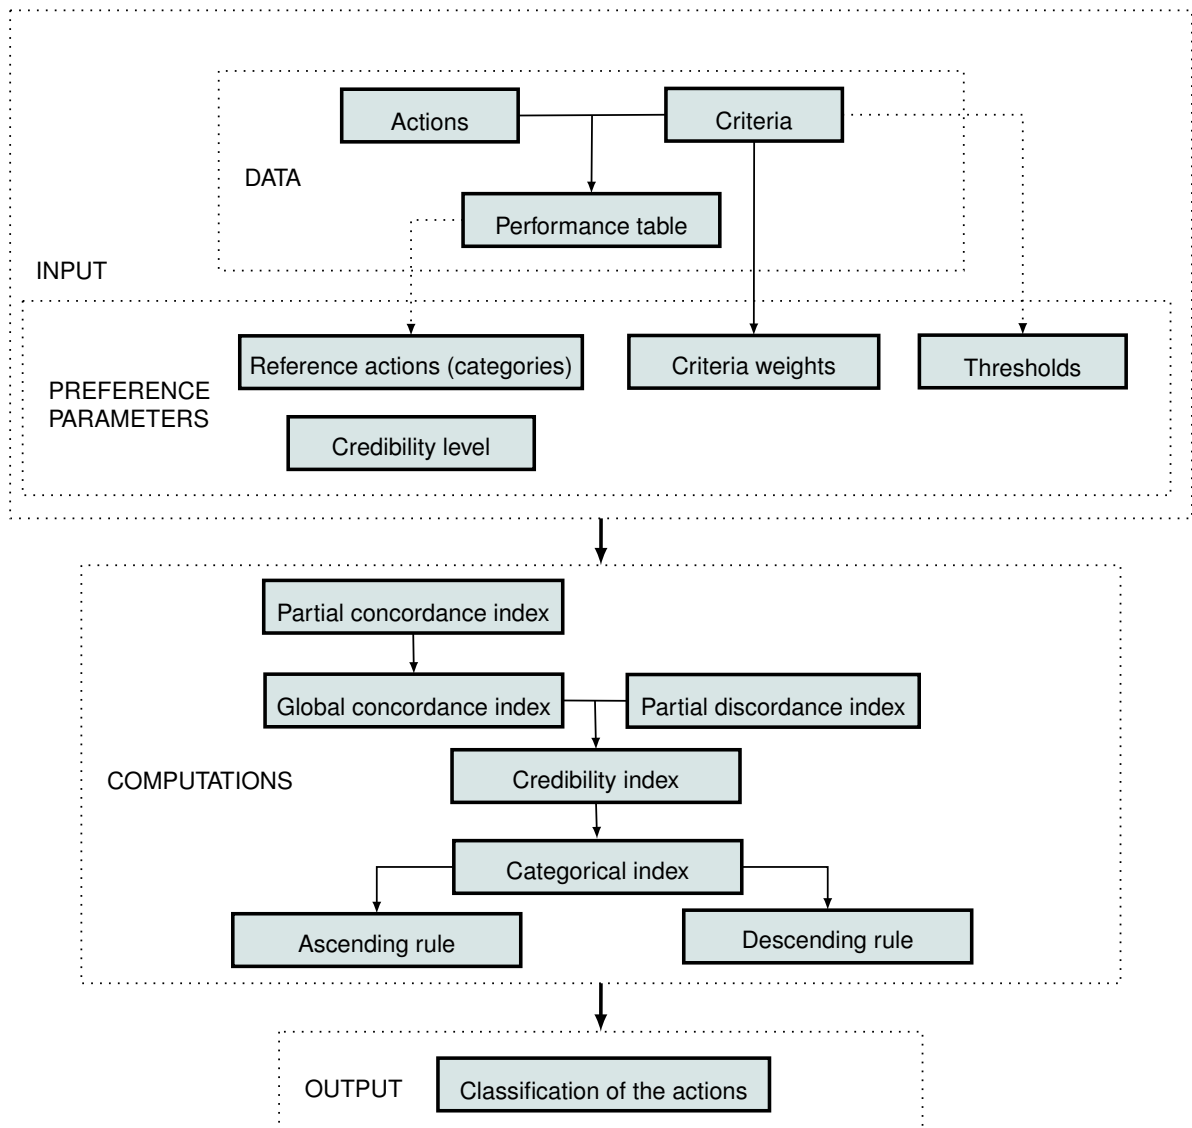 Actions
Criteria
DATA
Performance table
INPUT
Reference actions (categories)
Criteria weights
Thresholds
PREFERENCE
PARAMETERS
Credibility level
Partial concordance index
Global concordance index
Partial discordance index
COMPUTATIONS
Credibility index
Categorical index
Ascending rule
Descending rule
OUTPUT
Classification of the actions